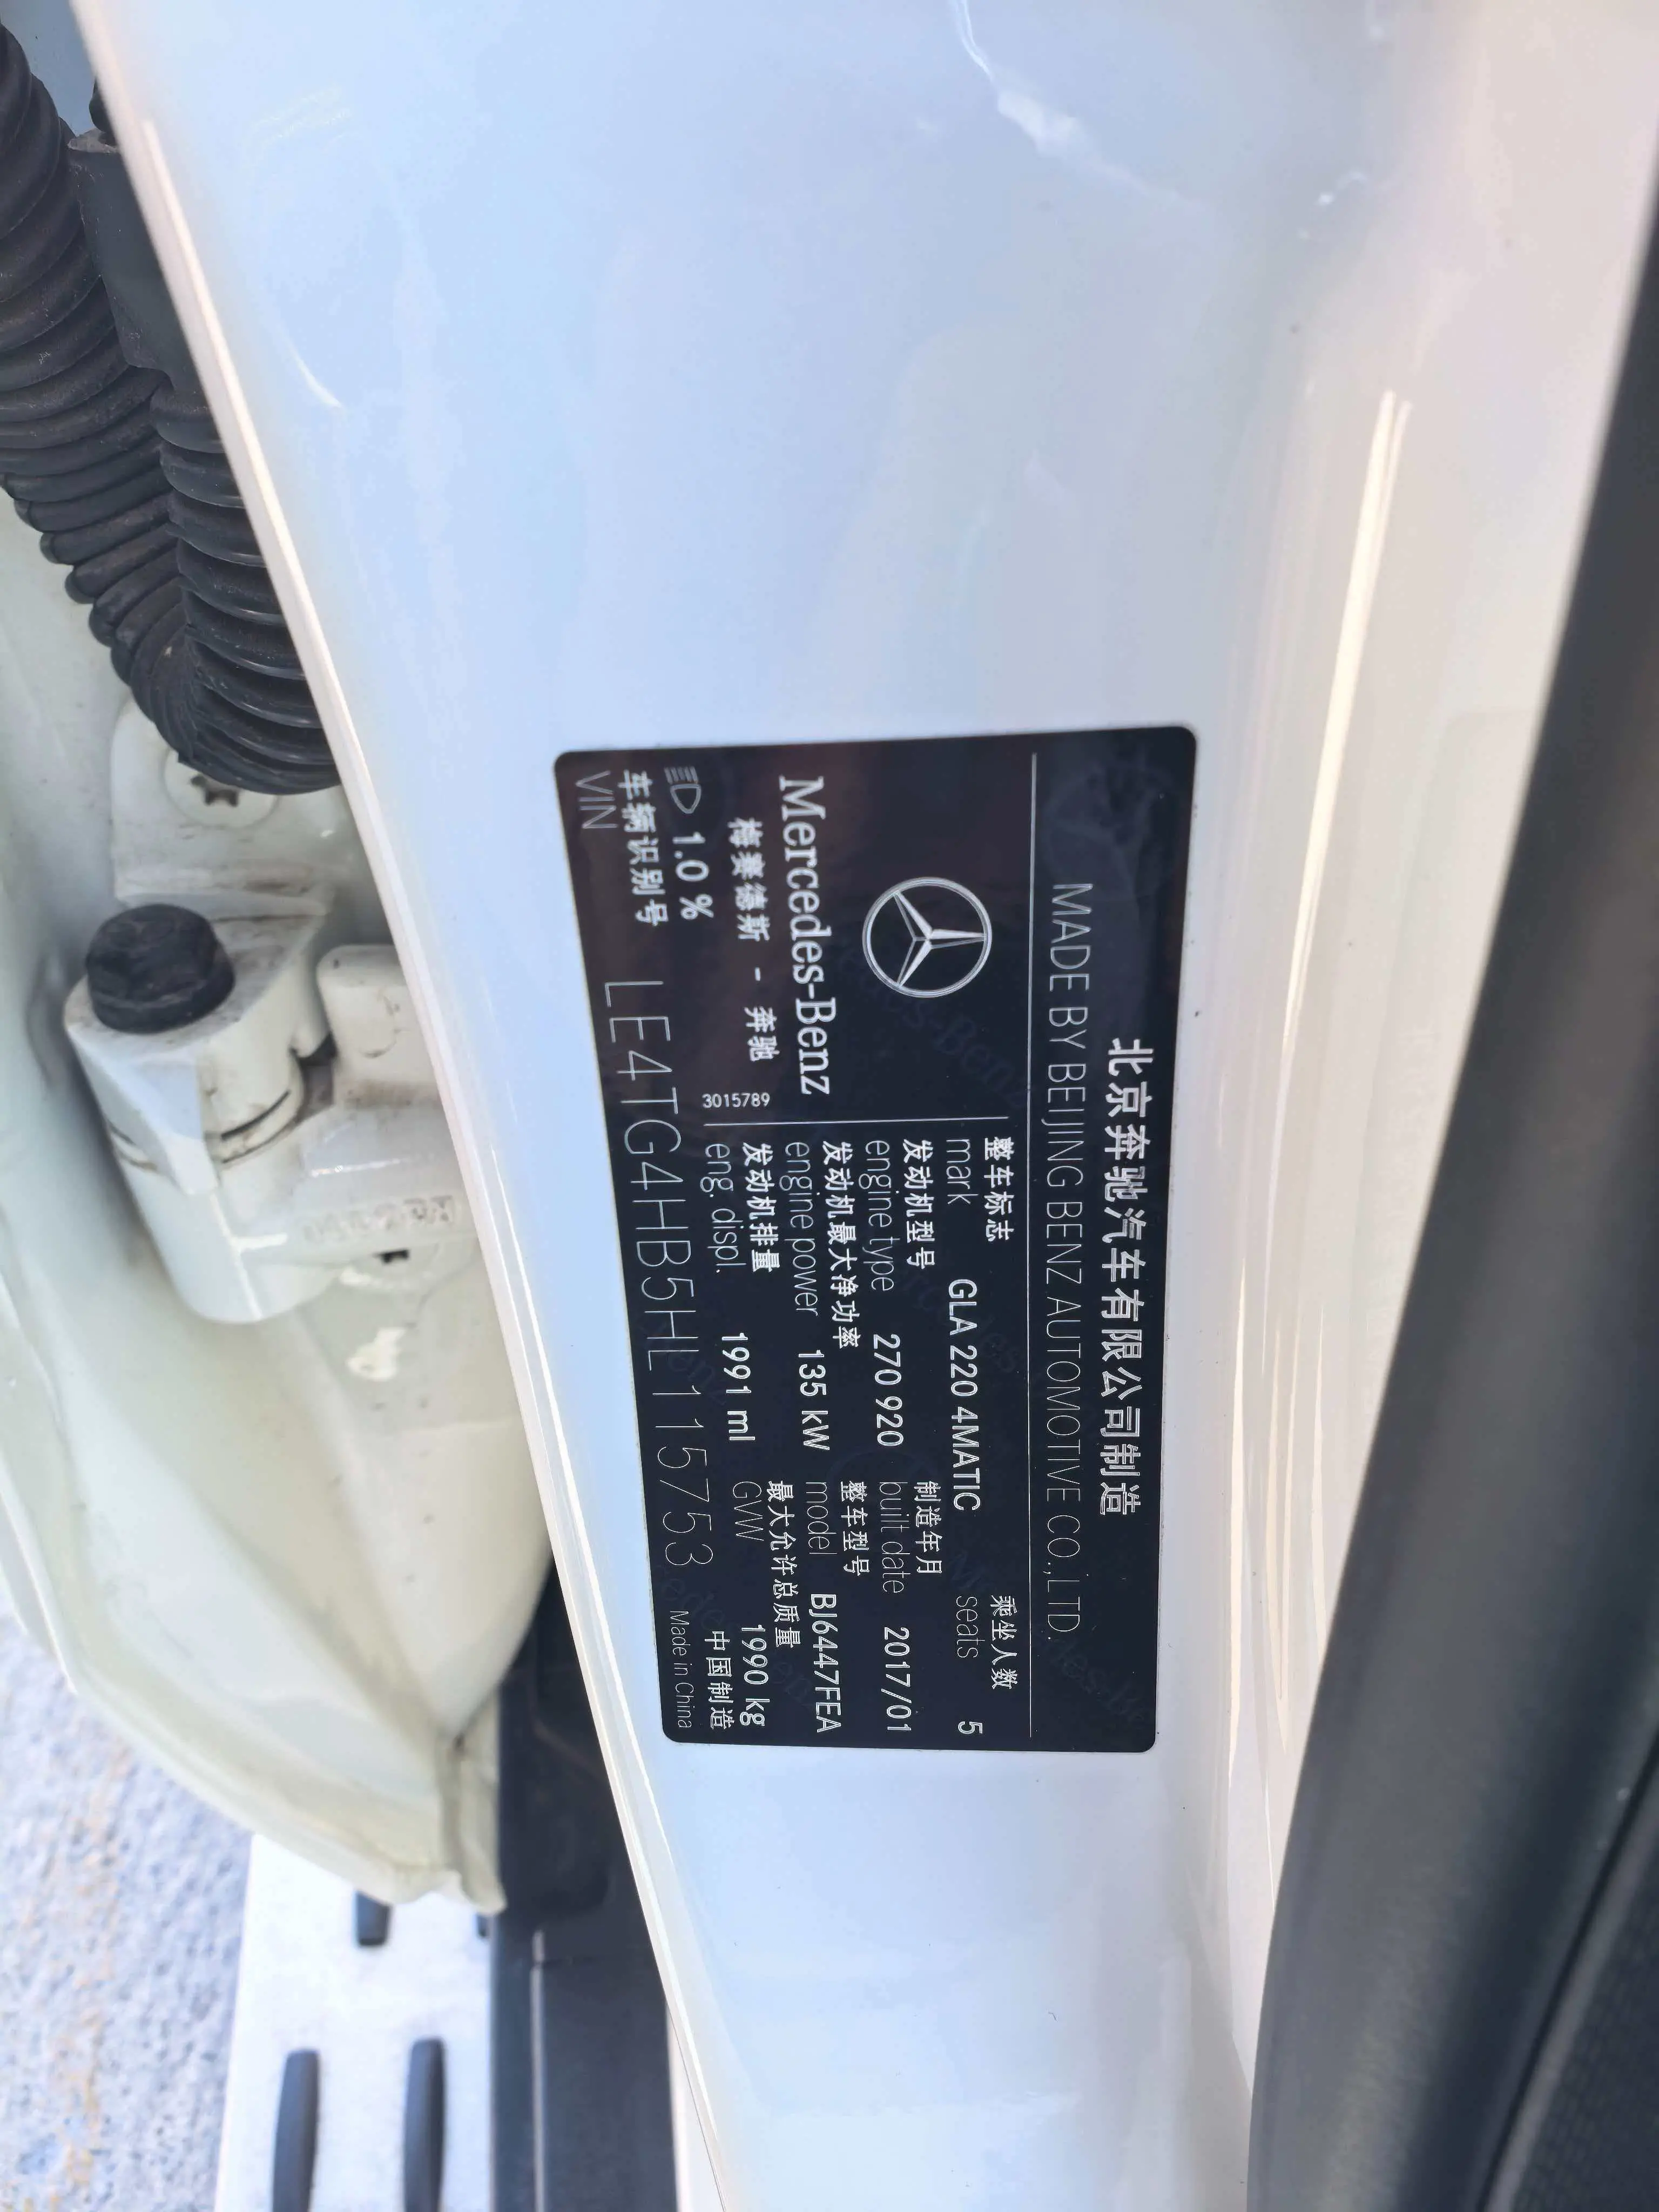 北京奔驰汽车有限公司制造
MADE BY BEIJING BENZ AUTOMOTIVE CO.,LTD.
Mercedes-Benz
梅赛德斯 - 奔驰
1.0 %
3015789
整车标志
mark GLA 220 4MATIC
乘坐人数
seats 5
发动机型号
engine type 270 920
制造年月
built date 2017/01
发动机最大净功率
engine power 135 kW
整车型号
model BJ6447FEA
发动机排量
eng. displ. 1991 ml
最大允许总质量
GVW 1990 kg
车辆识别号
VIN LE4TG4HB5HL115753
中国制造
Made in China